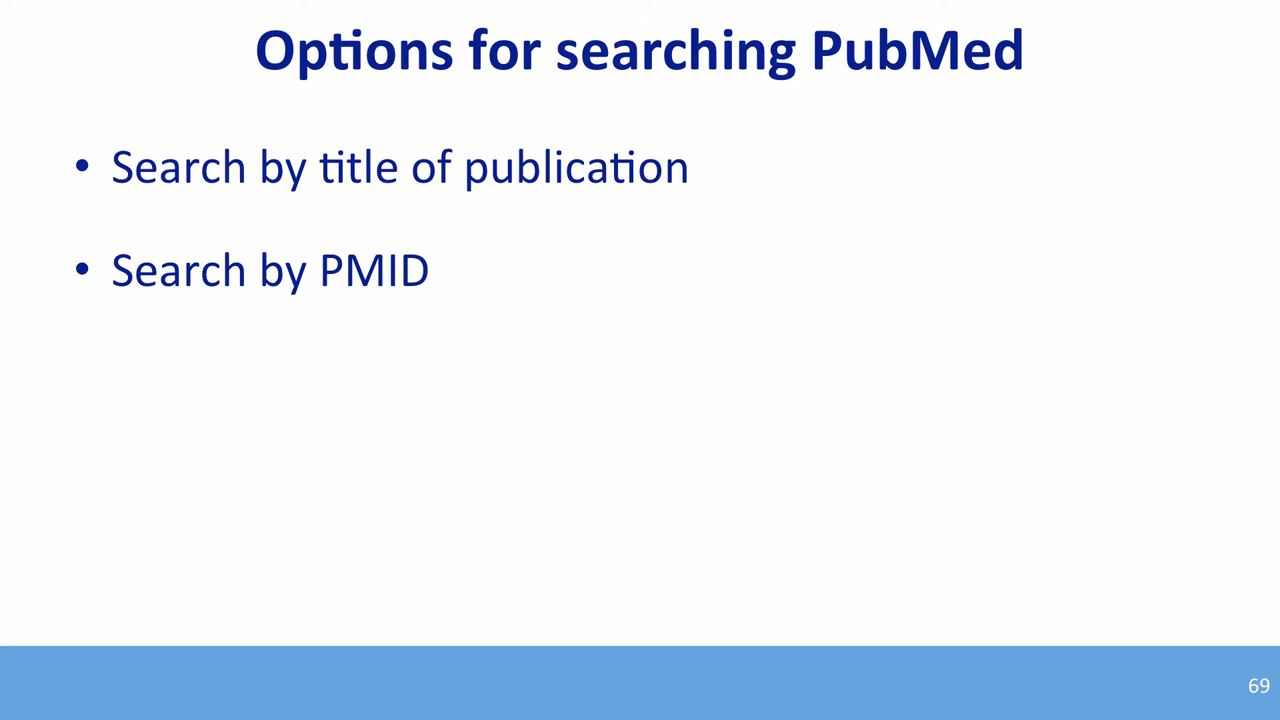 Options for searching PubMed
• Search by title of publication
• Search by PMID
69